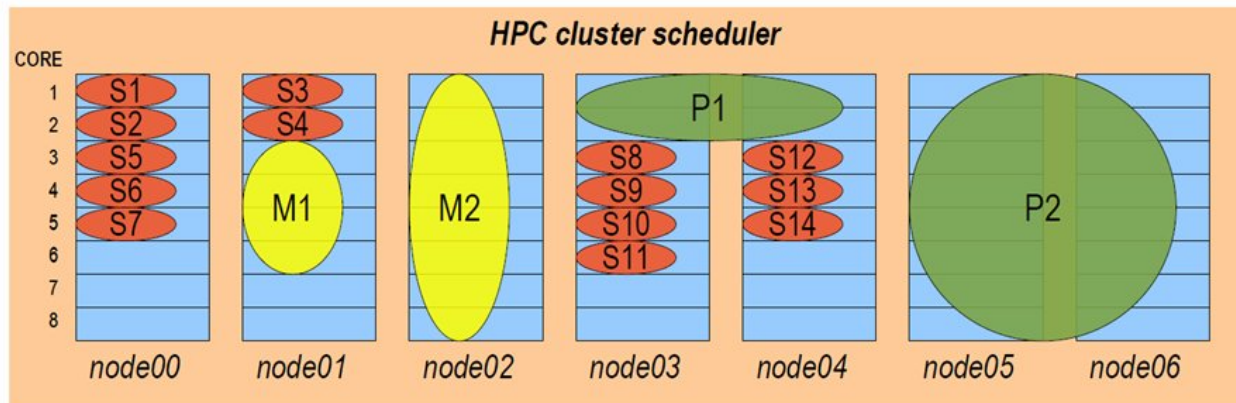 HPC cluster scheduler
CORE
1 S1 S3 P1
2 S2 S4
3 S5 S8 S12
4 S6 M1 M2 S9 S13 P2
5 S7 S10 S14
6 S11
7
8
node00 node01 node02 node03 node04 node05 node06